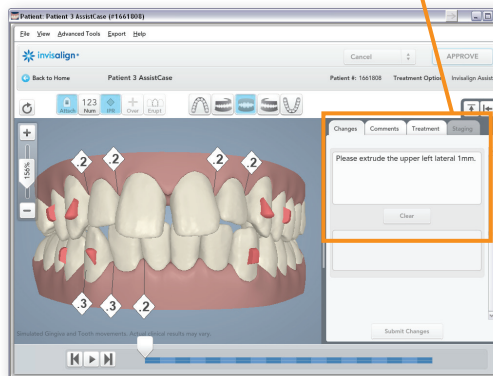 Patient: Patient 3 AssistCase (#1661808)
File View Advanced Tools Export Help
invisalign
Cancel
APPROVE
Back to Home
Patient 3 AssistCase
Patient #: 1661808
Treatment Option
Invisalign Assist
Attach
123
Num
IPR
Over
Erupt
Changes
Comments
Treatment
Staging
156%
.2 .2 .2 .2
Please extrude the upper left lateral 1mm.
Clear
.3 .3 .2
Simulated Gingiva and Tooth movements. Actual clinical results may vary.
Submit Changes